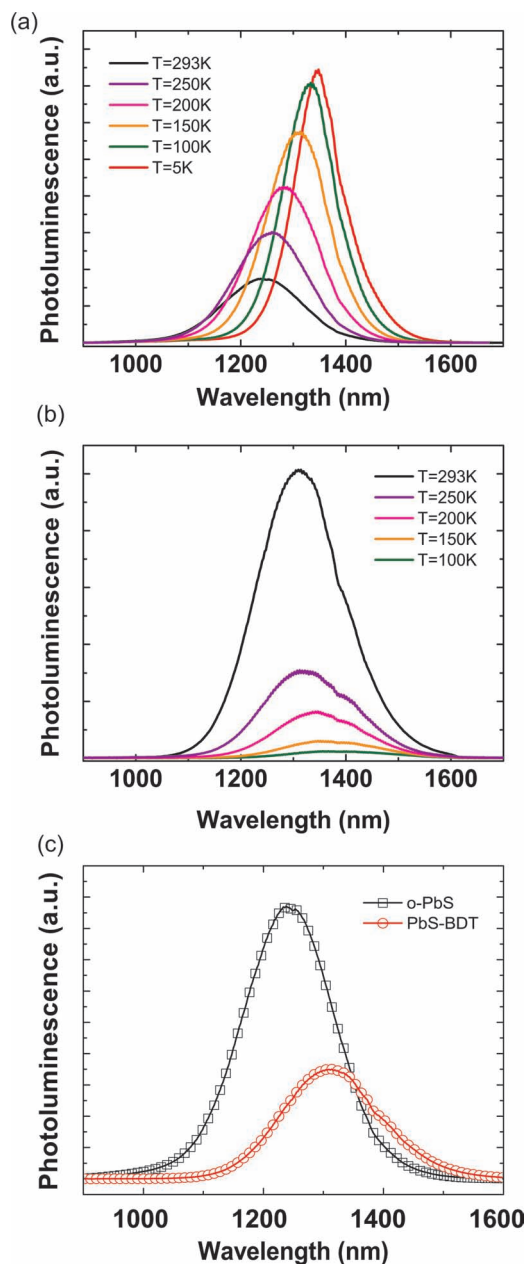 (a)
Photoluminescence (a.u.)
T=293K
T=250K
T=200K
T=150K
T=100K
T=5K
1000 1200 1400 1600
Wavelength (nm)
(b)
Photoluminescence (a.u.)
T=293K
T=250K
T=200K
T=150K
T=100K
1000 1200 1400 1600
Wavelength (nm)
(c)
Photoluminescence (a.u.)
o-PbS
PbS-BDT
1000 1200 1400 1600
Wavelength (nm)